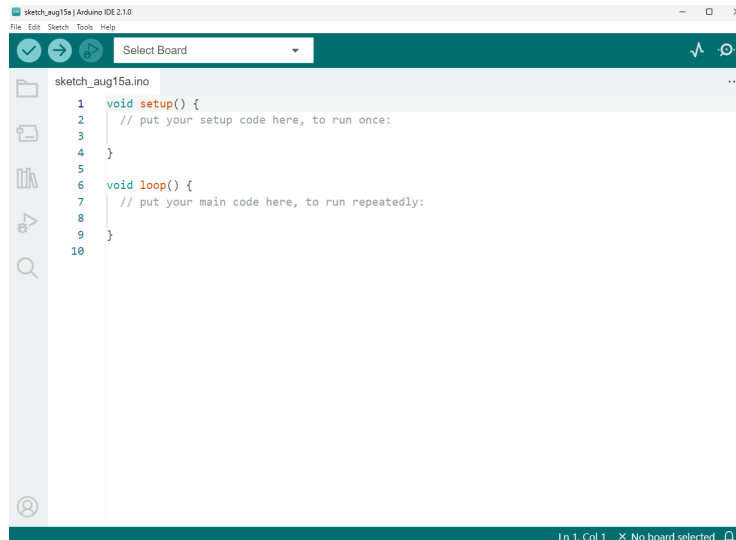 sketch_aug15a | Arduino IDE 2.1.0
File Edit Sketch Tools Help
Select Board
sketch_aug15a.ino
1 void setup() {
2 // put your setup code here, to run once:
3
4 }
5
6 void loop() {
7 // put your main code here, to run repeatedly:
8
9 }
10
Ln 1, Col 1 × No board selected